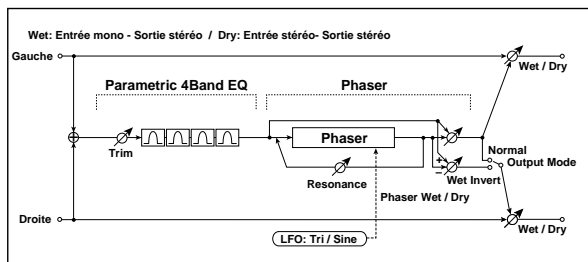 Wet: Entrée mono - Sortie stéréo / Dry: Entrée stéréo- Sortie stéréo
Gauche
Wet / Dry
Parametric 4Band EQ
Phaser
Phaser
Trim
Normal
Output Mode
+
−
Resonance
Wet Invert
Phaser Wet / Dry
Droite
Wet / Dry
LFO: Tri / Sine